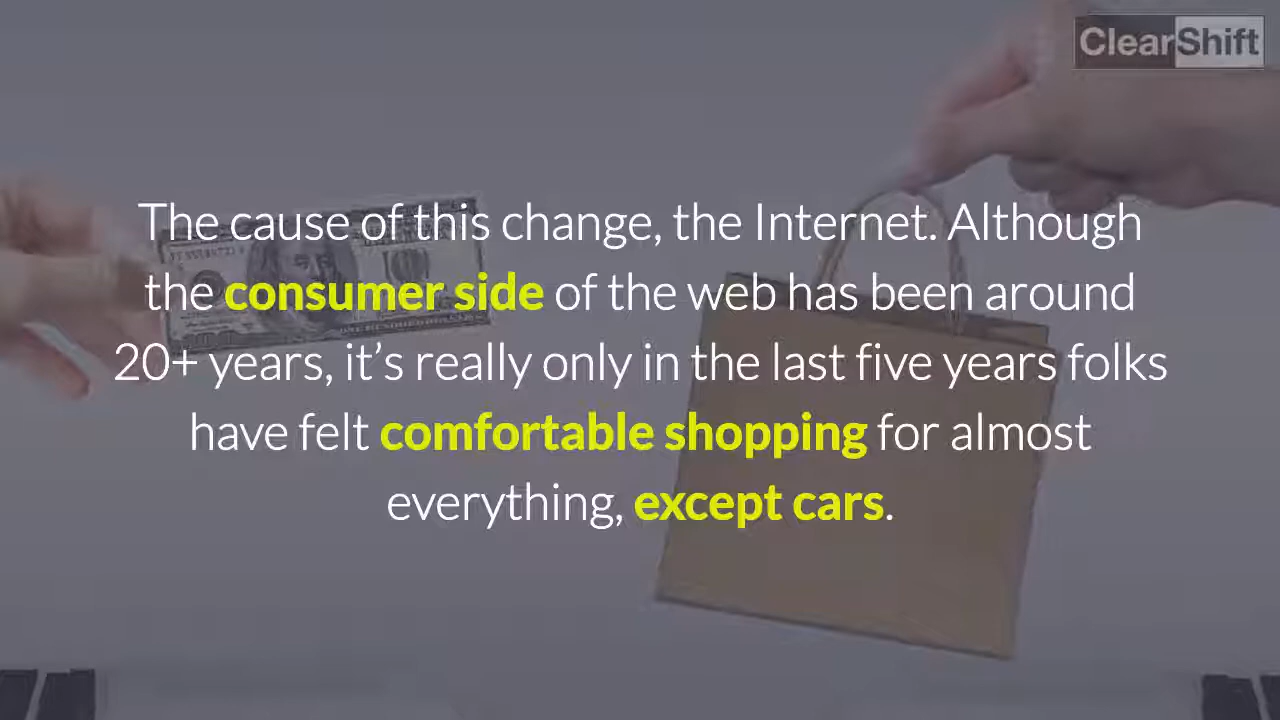 ClearShift
The cause of this change, the Internet. Although
the consumer side of the web has been around
20+ years, it’s really only in the last five years folks
have felt comfortable shopping for almost
everything, except cars.